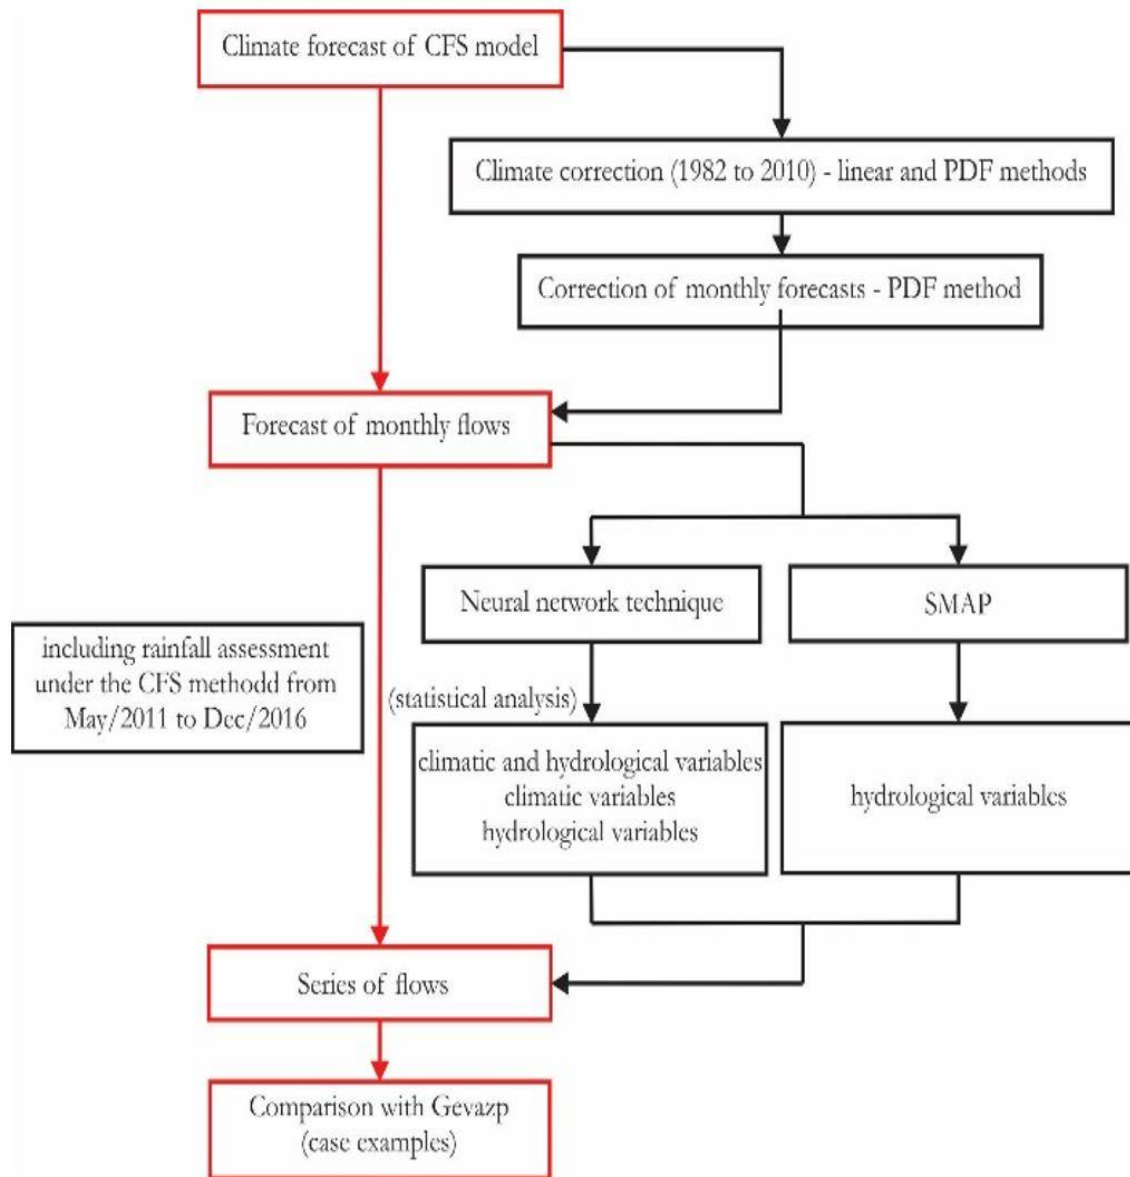 Climate forecast of CFS model
Climate correction (1982 to 2010) - linear and PDF methods
Correction of monthly forecasts - PDF method
Forecast of monthly flows
Neural network technique
SMAP
including rainfall assessment
under the CFS methodd from
May/2011 to Dec/2016
(statistical analysis)
climatic and hydrological variables
climatic variables
hydrological variables
hydrological variables
Series of flows
Comparison with Gevazp
(case examples)